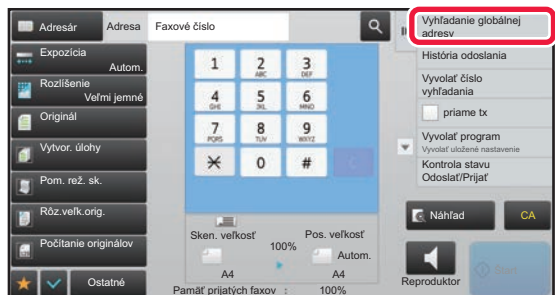 Adresár
Adresa
Faxové číslo
Vyhľadanie globálnej
adresy
Expozícia
Autom.
Rozlíšenie
Veľmi jemné
Originál
Vytvor. úlohy
Pom. rež. sk.
Rôz.veľk.orig.
Počítanie originálov
Ostatné
1
2
ABC
3
DEF
4
GHI
5
JKL
6
MNO
7
PQRS
8
TUV
9
WXYZ
0
#
Sken. veľkosť
100%
Pos. veľkosť
Autom.
A4
A4
Pamäť prijatých faxov :
100%
História odoslania
Vyvolať číslo
vyhľadania
priame tx
Vyvolať program
Vyvolať uložené nastavenie
Kontrola stavu
Odoslať/Prijať
Náhľad
CA
Reproduktor
Štart